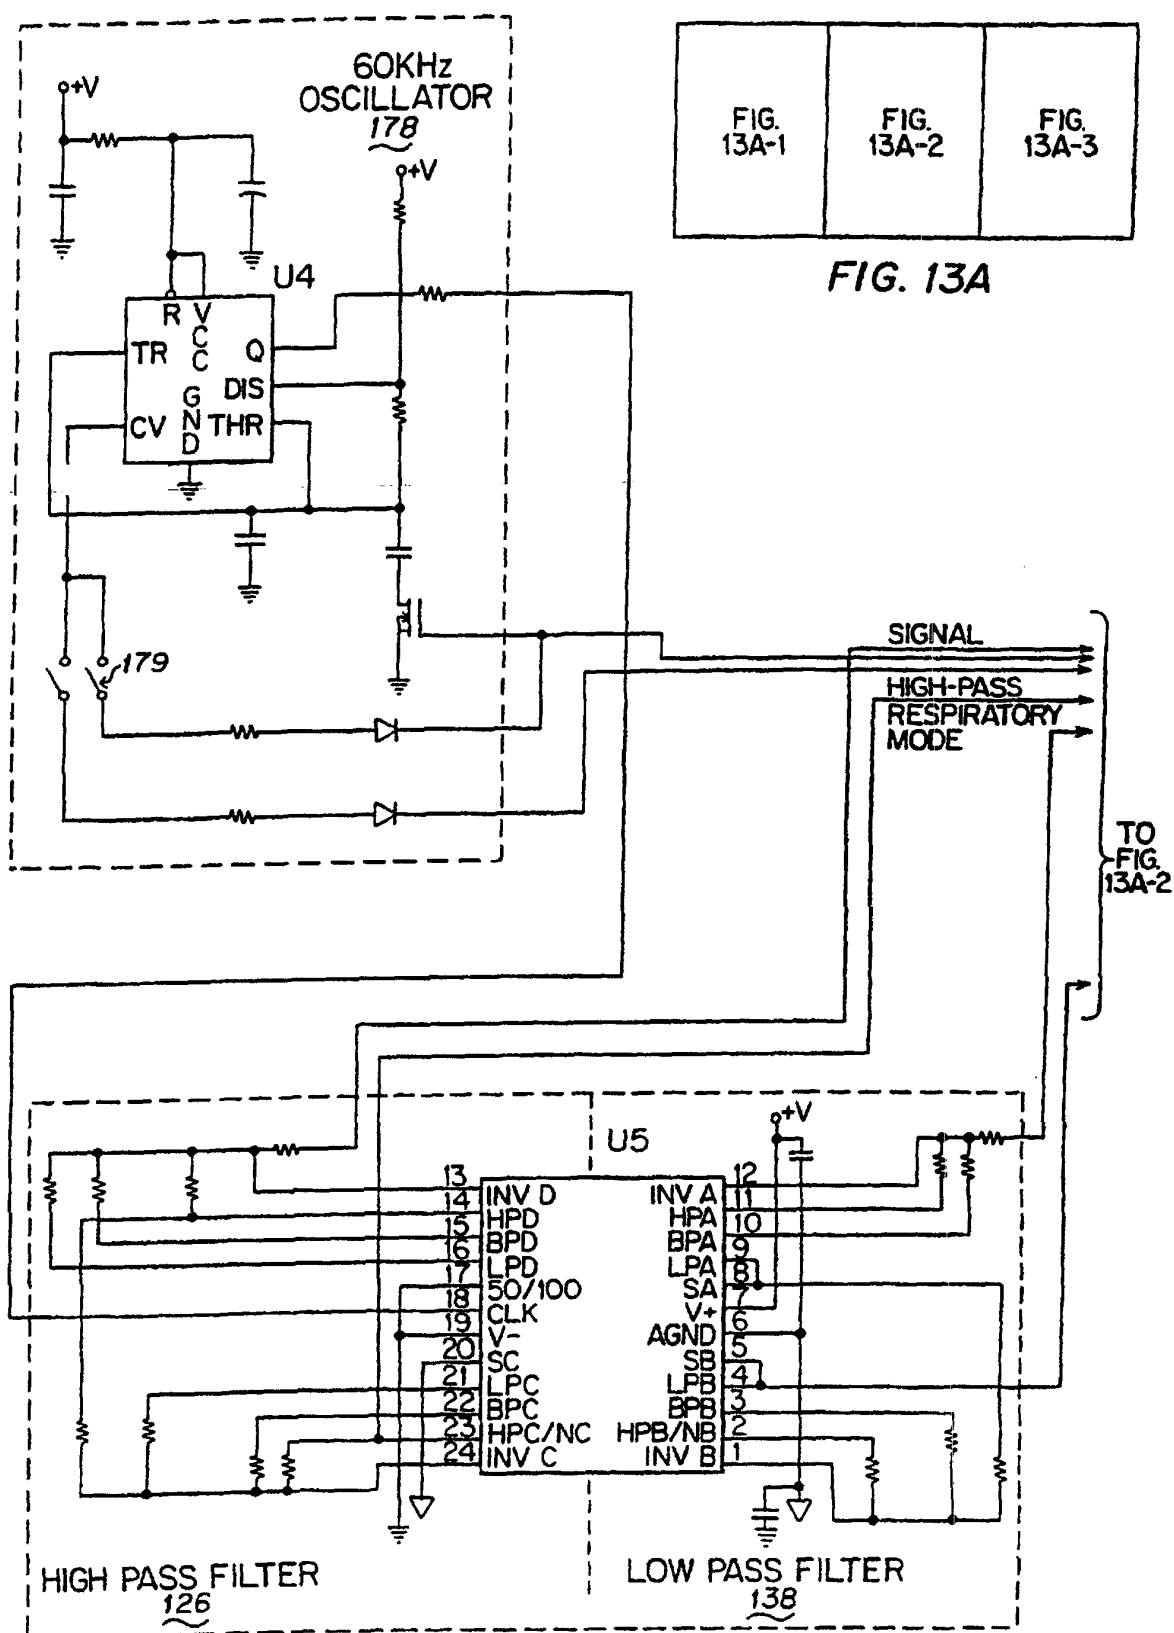 60KHz
OSCILLATOR
178
+V
+V
U4
R
VCC
TR
Q
DIS
GND
CV
THR
179
FIG.
13A-1
FIG.
13A-2
FIG.
13A-3
FIG. 13A
SIGNAL
HIGH-PASS
RESPIRATORY
MODE
TO
FIG.
13A-2
U5
+V
13
INV D
14
HPD
15
BPD
16
LPD
17
50/100
18
CLK
19
V-
20
SC
21
LPC
22
BPC
23
HPC/NC
24
INV C
12
INV A
11
HPA
10
BPA
9
LPA
8
SA
7
V+
6
AGND
5
SB
4
LPB
3
BPB
2
HPB/NB
1
INV B
HIGH PASS FILTER
126
LOW PASS FILTER
138